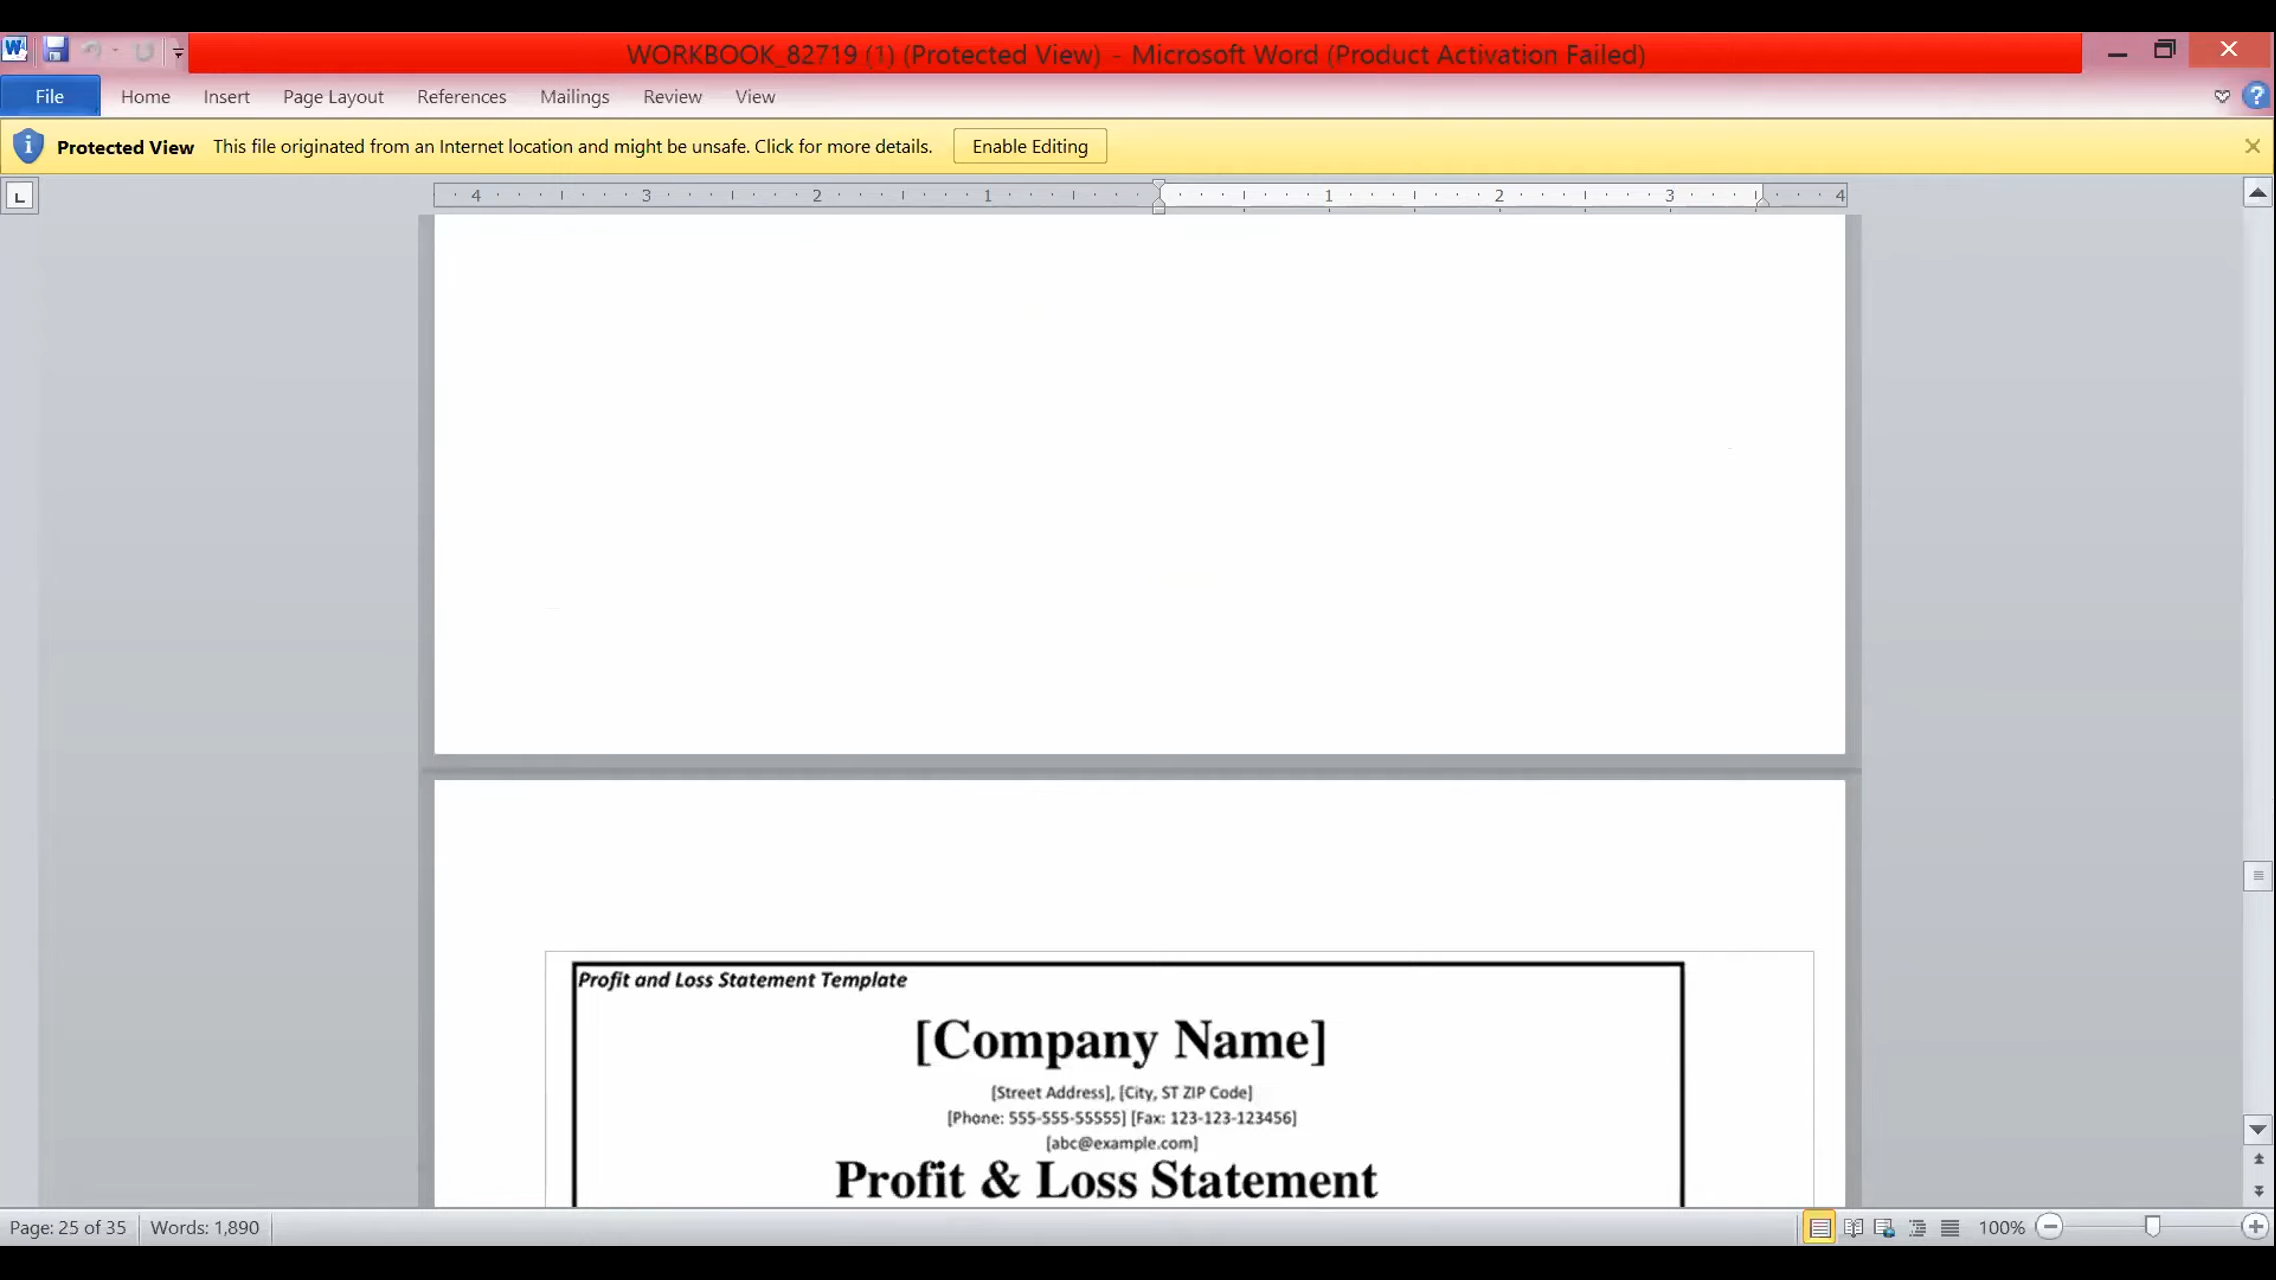 WORKBOOK_82719 (1) (Protected View) - Microsoft Word (Product Activation Failed)
File Home Insert Page Layout References Mailings Review View
Protected View This file originated from an Internet location and might be unsafe. Click for more details. Enable Editing
4 3 2 1 1 2 3 4
Profit and Loss Statement Template
[Company Name]
[Street Address], [City, ST ZIP Code]
[Phone: 555-555-55555] [Fax: 123-123-123456]
[abc@example.com]
Profit & Loss Statement
Page: 25 of 35 Words: 1,890 100%